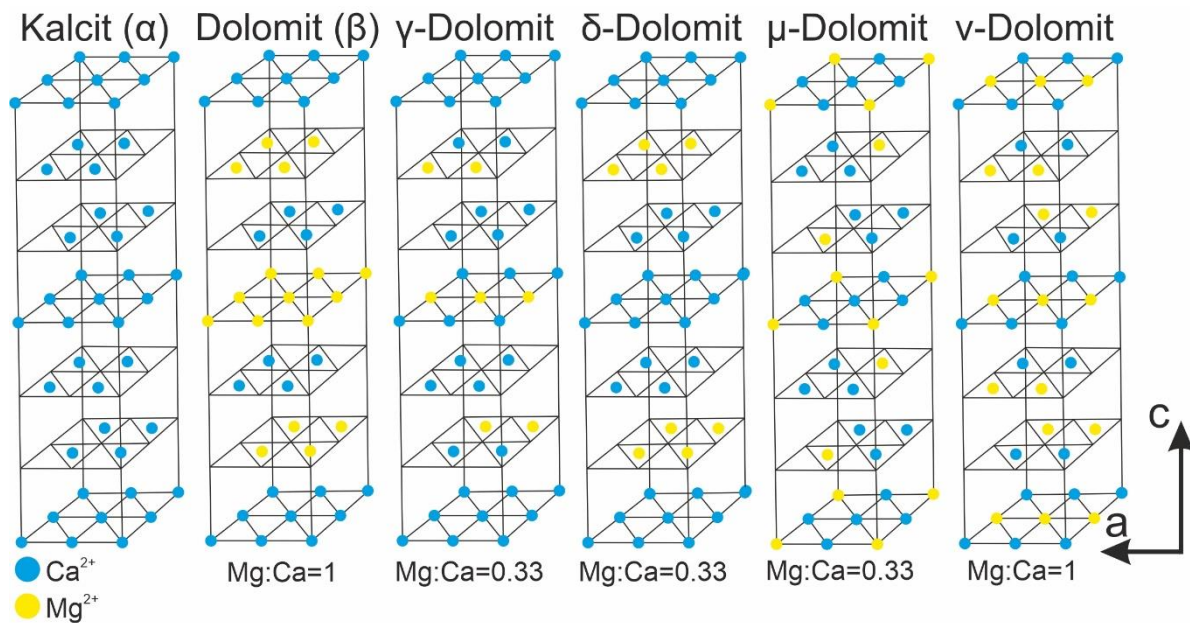 Kalcit (α) Dolomit (β) γ-Dolomit δ-Dolomit μ-Dolomit ν-Dolomit
c
a
Mg:Ca=1 Mg:Ca=0.33 Mg:Ca=0.33 Mg:Ca=0.33 Mg:Ca=1
Ca²⁺
Mg²⁺